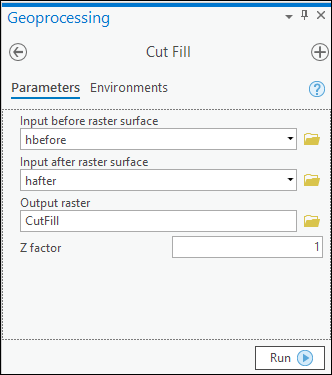 Geoprocessing
Cut Fill
Parameters Environments
?
Input before raster surface
hbefore
Input after raster surface
hafter
Output raster
CutFill
Z factor 1
Run